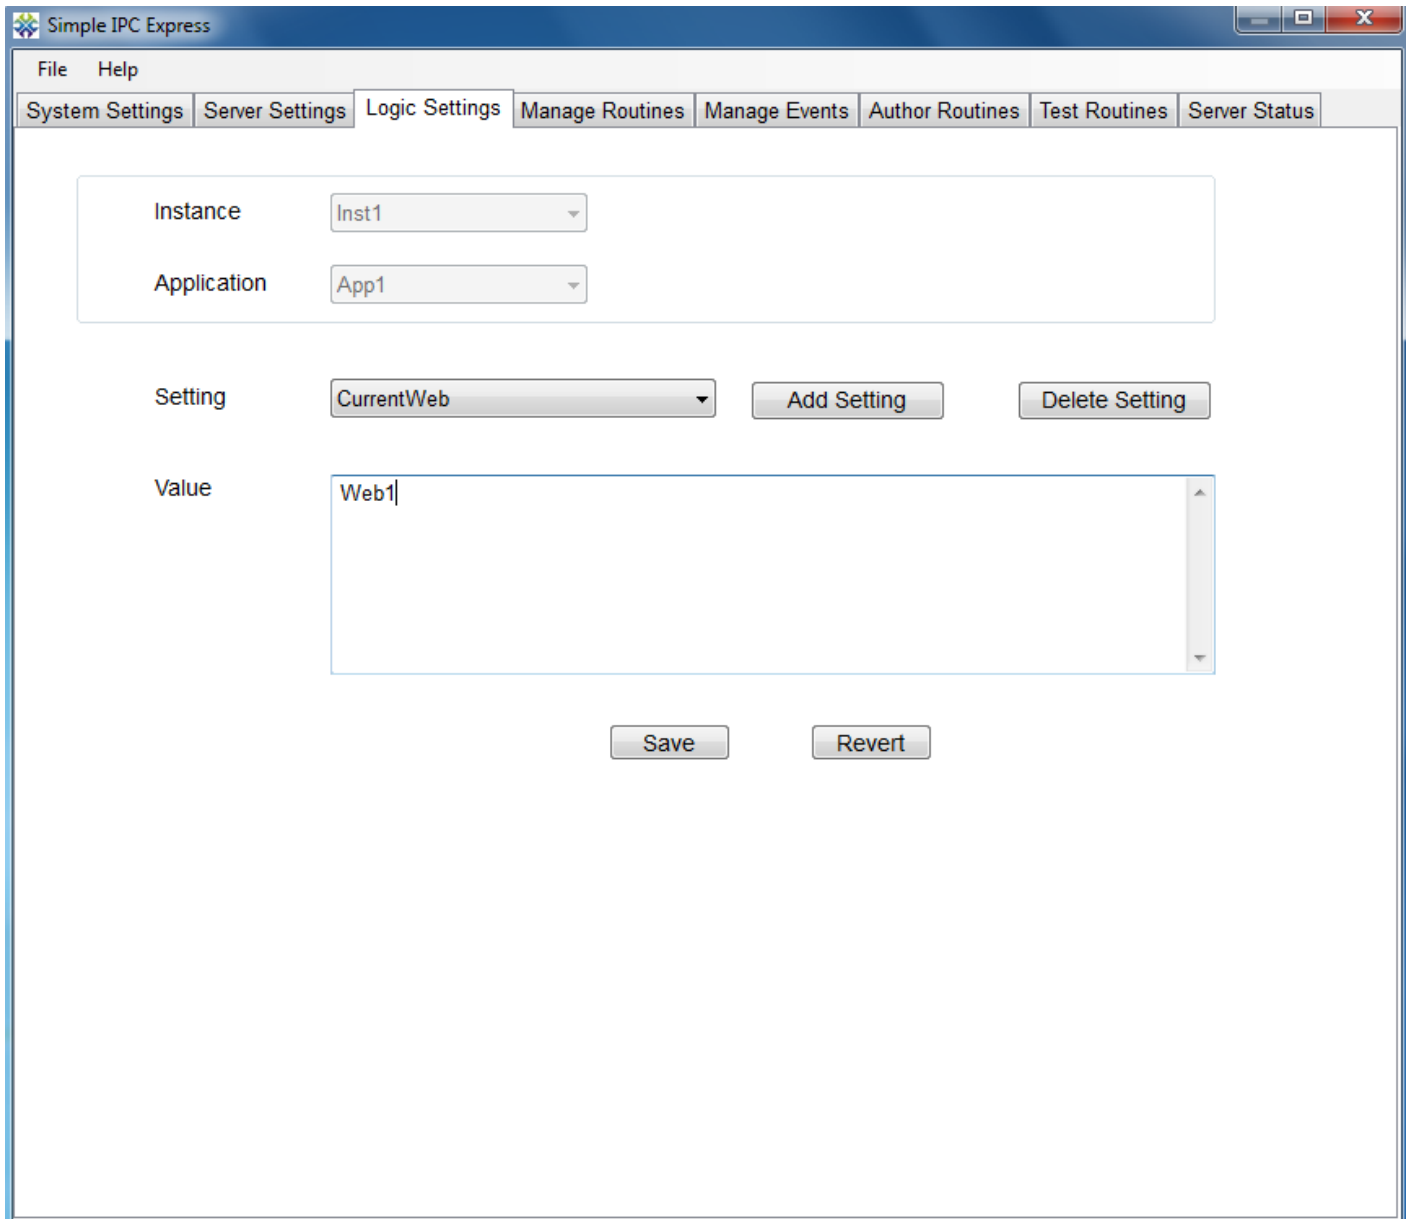 Simple IPC Express
File Help
System Settings Server Settings Logic Settings Manage Routines Manage Events Author Routines Test Routines Server Status
Instance Inst1
Application App1
Setting CurrentWeb Add Setting Delete Setting
Value Web1
Save Revert